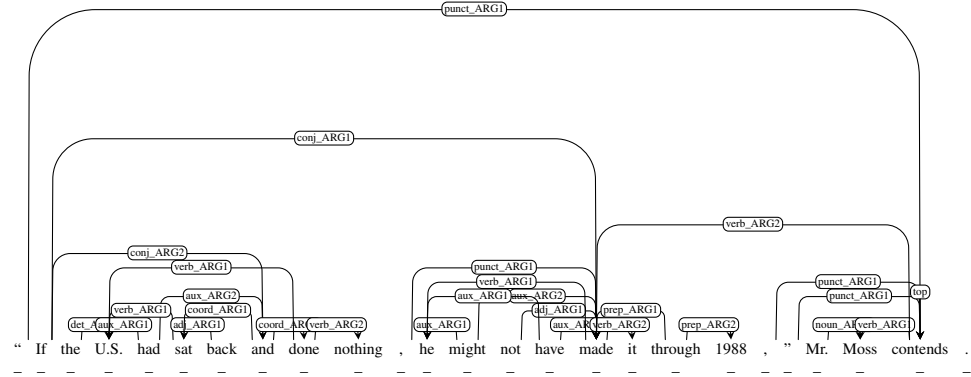 punct_ARG1
conj_ARG1
verb_ARG2
conj_ARG2
verb_ARG1 punct_ARG1
verb_ARG1 punct_ARG1
top
aux_ARG2 aux_ARG1 aux_ARG2 punct_ARG1
verb_ARG1 coord_ARG1 adj_ARG1 prep_ARG1
aux_ARG1 adj_ARG1 verb_ARG2 aux_ARG1 verb_ARG2 prep_ARG2 verb_ARG1
“ If the U.S. had sat back and done nothing , he might not have made it through 1988 , ” Mr. Moss contends .
_ _ _ _ _ _ _ _ _ _ _ _ _ _ _ _ _ _ _ _ _ _ _ _ _